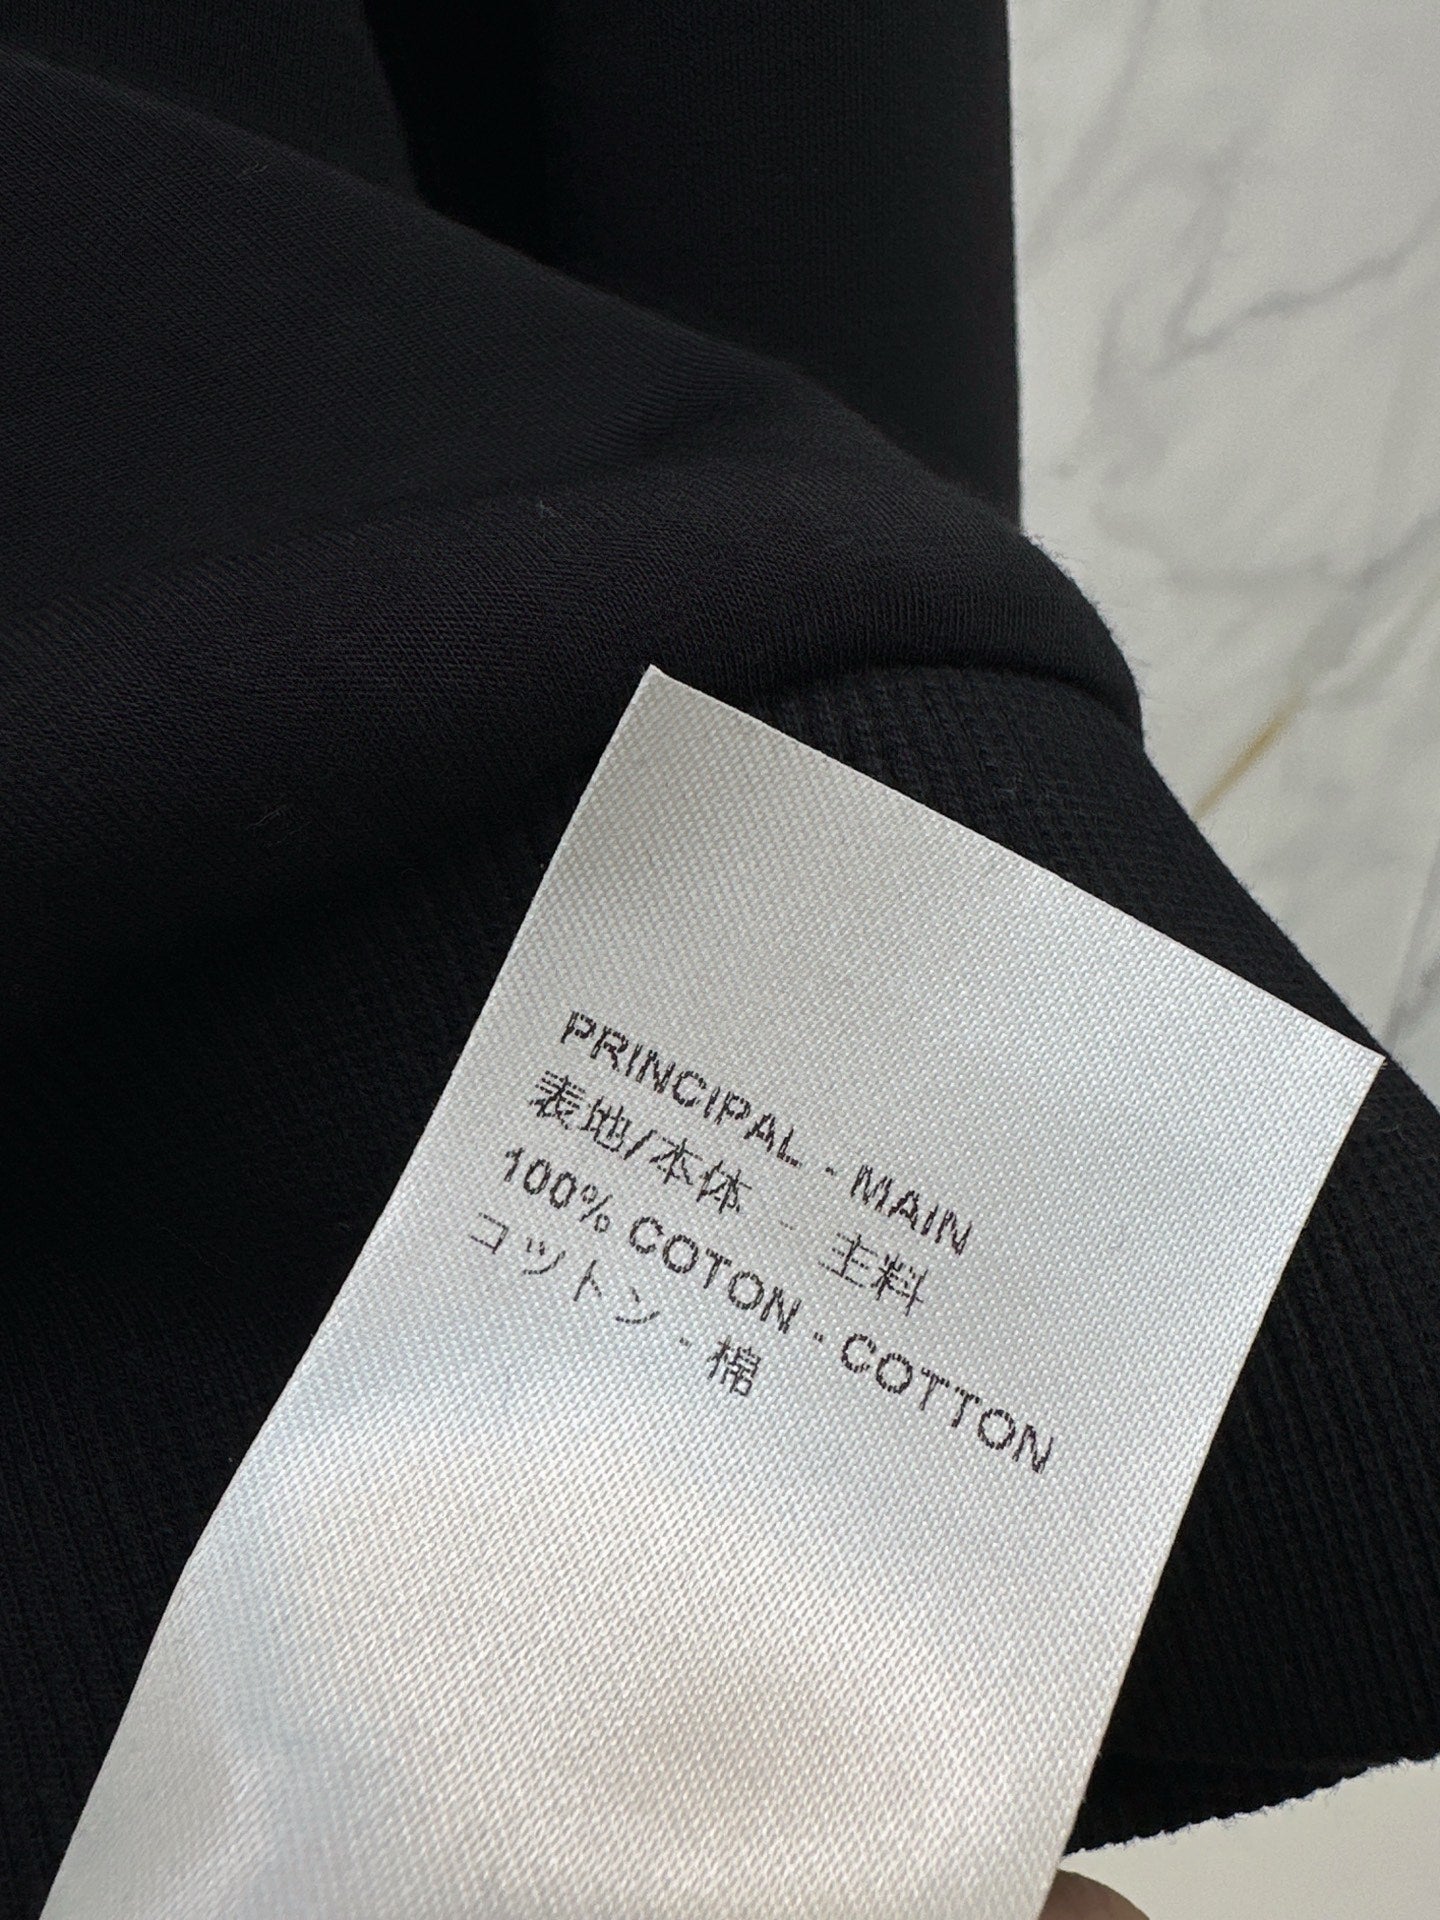 PRINCIPAL - MAIN
表地/本体 - 主料
100% COTON - COTTON
コットン - 棉